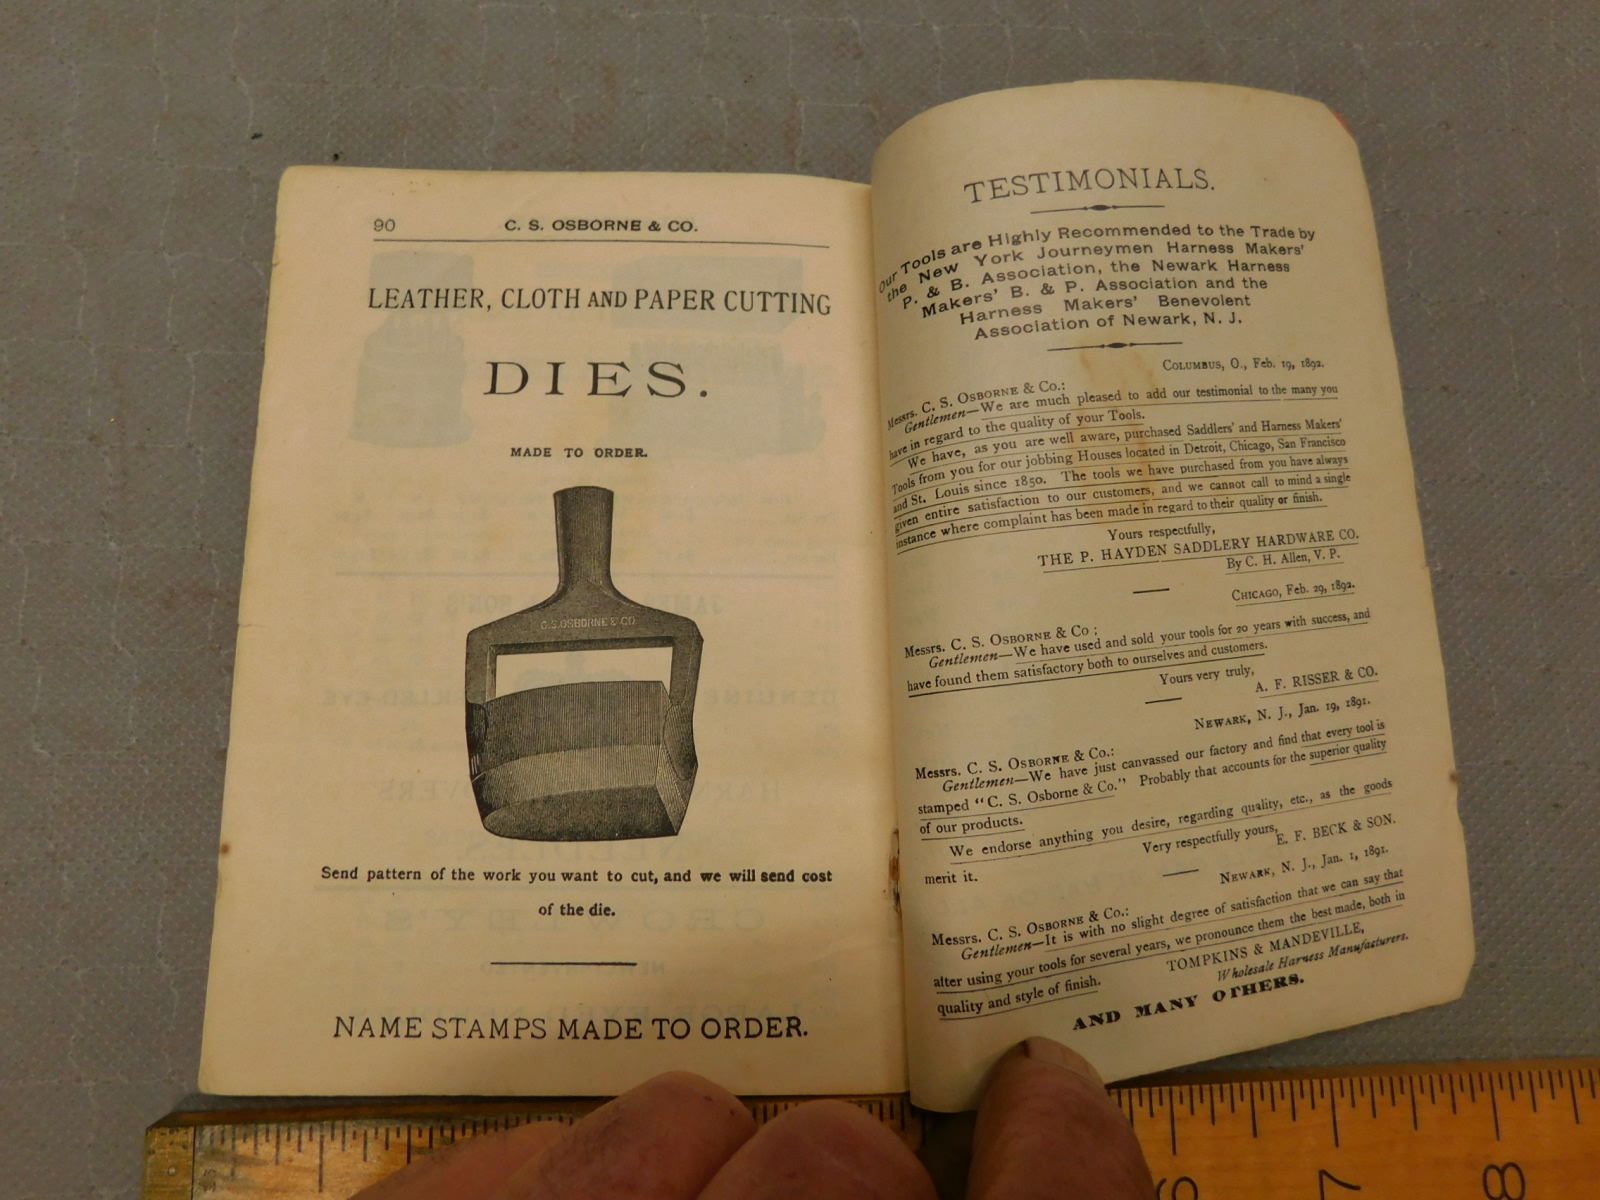 90
C. S. OSBORNE & CO.
LEATHER, CLOTH AND PAPER CUTTING
DIES.
MADE TO ORDER.
C.S.OSBORNE & CO
Send pattern of the work you want to cut, and we will send cost
of the die.
NAME STAMPS MADE TO ORDER.
TESTIMONIALS.
Our Tools are Highly Recommended to the Trade by
the New York Journeymen Harness Makers'
P. & B. Association, the Newark Harness
Makers' B. & P. Association and the
Harness Makers' Benevolent
Association of Newark, N. J.
COLUMBUS, O., Feb. 19, 1892.
Messrs. C. S. OSBORNE & Co.:
Gentlemen—We are much pleased to add our testimonial to the many you
have in regard to the quality of your Tools.
We have, as you are well aware, purchased Saddlers' and Harness Makers'
Tools from you for our jobbing Houses located in Detroit, Chicago, San Francisco
and St. Louis since 1850. The tools we have purchased from you have always
given entire satisfaction to our customers, and we cannot call to mind a single
instance where complaint has been made in regard to their quality or finish.
Yours respectfully,
THE P. HAYDEN SADDLERY HARDWARE CO.
By C. H. Allen, V. P.
CHICAGO, Feb. 29, 1892.
Messrs. C. S. OSBORNE & Co;
Gentlemen—We have used and sold your tools for 20 years with success, and
have found them satisfactory both to ourselves and customers.
Yours very truly,
A. F. RISSER & CO.
NEWARK, N. J., Jan. 19, 1891.
Messrs. C. S. OSBORNE & Co.:
Gentlemen—We have just canvassed our factory and find that every tool is
stamped "C. S. Osborne & Co." Probably that accounts for the superior quality
of our products.
We endorse anything you desire, regarding quality, etc., as the goods
merit it.
Very respectfully yours,
E. F. BECK & SON.
NEWARK, N. J., Jan. 1, 1891.
Messrs. C. S. OSBORNE & Co.:
Gentlemen—It is with no slight degree of satisfaction that we can say that
after using your tools for several years, we pronounce them the best made, both in
quality and style of finish.
TOMPKINS & MANDEVILLE,
Wholesale Harness Manufacturers.
AND MANY OTHERS.
6 7 8